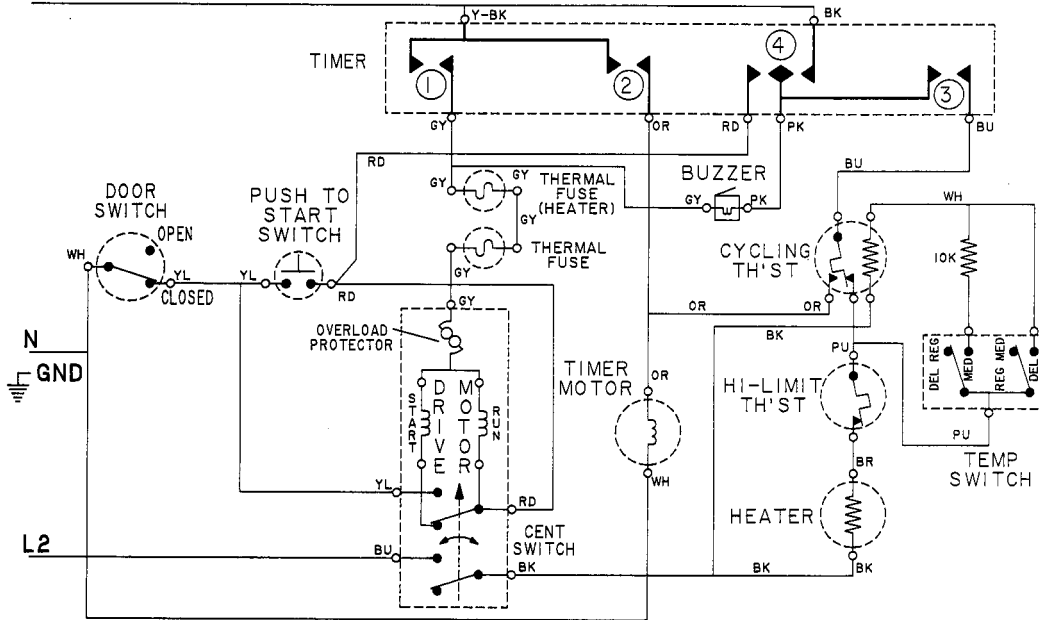 Y-BK
BK
TIMER
1
2
4
3
GY
OR
RD
PK
BU
RD
BU
DOOR
SWITCH
OPEN
PUSH TO
START
SWITCH
GY
GY
THERMAL
FUSE
(HEATER)
GY
THERMAL
FUSE
GY
BUZZER
GY
PK
WH
CYCLING
TH'ST
10K
WH
YL
CLOSED
YL
RD
GY
OR
OR
BK
N
GND
OVERLOAD
PROTECTOR
TIMER
MOTOR
OR
PU
DEL REG
MED
REG MED
DEL
HI-LIMIT
TH'ST
START
DRIVE
MOTOR
RUN
PU
TEMP
SWITCH
WH
BR
YL
RD
HEATER
CENT
SWITCH
L2
BU
BK
BK
BK